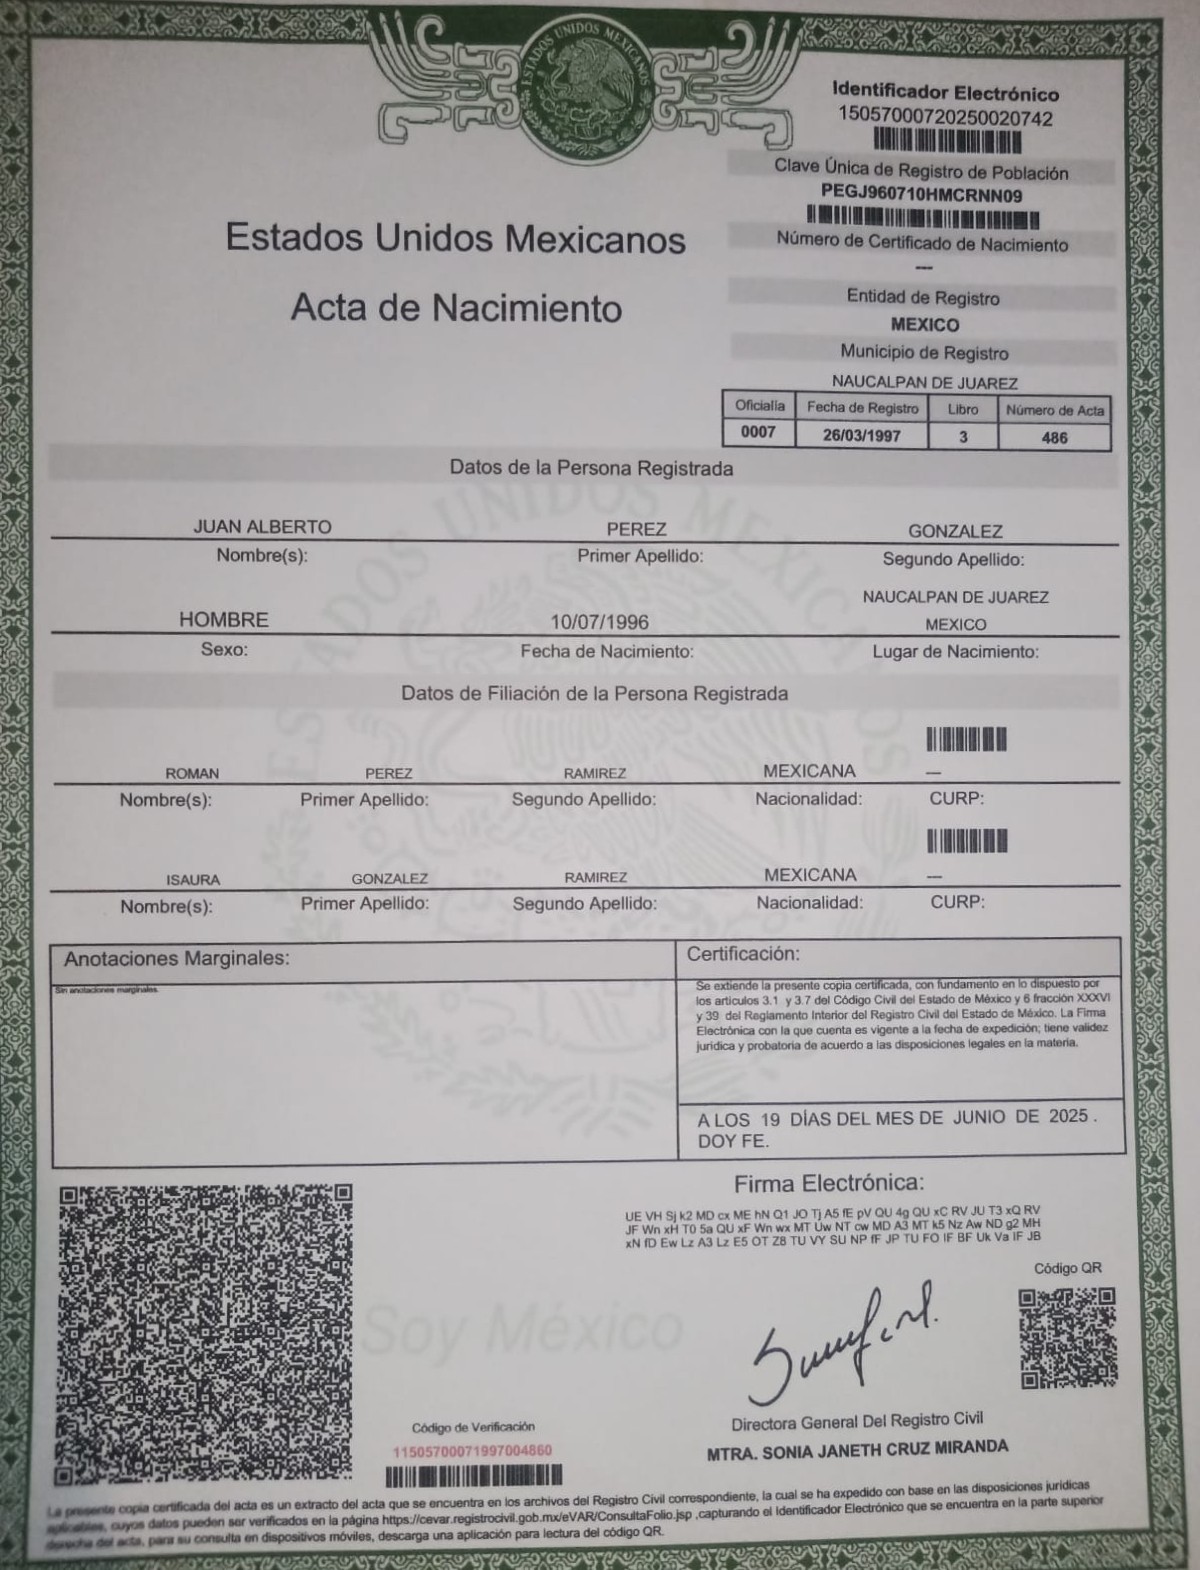 ESTADOS UNIDOS MEXICANOS
Identificador Electrónico
15057000720250020742
Clave Única de Registro de Población
PEGJ960710HMCRNN09
Número de Certificado de Nacimiento
---
Estados Unidos Mexicanos
Acta de Nacimiento
Entidad de Registro
MEXICO
Municipio de Registro
NAUCALPAN DE JUAREZ
Oficialia Fecha de Registro Libro Número de Acta
0007 26/03/1997 3 486
Datos de la Persona Registrada
JUAN ALBERTO PEREZ GONZALEZ
Nombre(s): Primer Apellido: Segundo Apellido:
NAUCALPAN DE JUAREZ
HOMBRE 10/07/1996 MEXICO
Sexo: Fecha de Nacimiento: Lugar de Nacimiento:
Datos de Filiación de la Persona Registrada
ROMAN PEREZ RAMIREZ MEXICANA ---
Nombre(s): Primer Apellido: Segundo Apellido: Nacionalidad: CURP:
ISAURA GONZALEZ RAMIREZ MEXICANA ---
Nombre(s): Primer Apellido: Segundo Apellido: Nacionalidad: CURP:
ESTADOS UNIDOS MEXICANOS
Anotaciones Marginales:
Sin anotaciones marginales.
Certificación:
Se extiende la presente copia certificada, con fundamento en lo dispuesto por
los articulos 3.1 y 3.7 del Código Civil del Estado de México y 6 fracción XXXVI
y 39 del Reglamento Interior del Registro Civil del Estado de México. La Firma
Electrónica con la que cuenta es vigente a la fecha de expedición; tiene validez
jurídica y probatoria de acuerdo a las disposiciones legales en la materia.
A LOS 19 DÍAS DEL MES DE JUNIO DE 2025 .
DOY FE.
Firma Electrónica:
UE VH Sj k2 MD cx ME hN Q1 JO Tj A5 fE pV QU 4g QU xC RV JU T3 xQ RV
JF Wn xH T0 5a QU xF Wn wx MT Uw NT cw MD A3 MT k5 Nz Aw ND g2 MH
xN fD Ew Lz A3 Lz E5 OT Z8 TU VY SU NP fF JP TU FO IF BF Uk Va IF JB
Código QR
Soy México
Código de Verificación
11505700071997004860
Directora General Del Registro Civil
MTRA. SONIA JANETH CRUZ MIRANDA
La presente copia certificada del acta es un extracto del acta que se encuentra en los archivos del Registro Civil correspondiente, la cual se ha expedido con base en las disposiciones jurídicas
aplicables, cuyos datos pueden ser verificados en la página https://cevar.registrocivil.gob.mx/eVAR/ConsultaFolio.jsp ,capturando el Identificador Electrónico que se encuentra en la parte superior
derecha del acta, para su consulta en dispositivos móviles, descarga una aplicación para lectura del código QR.